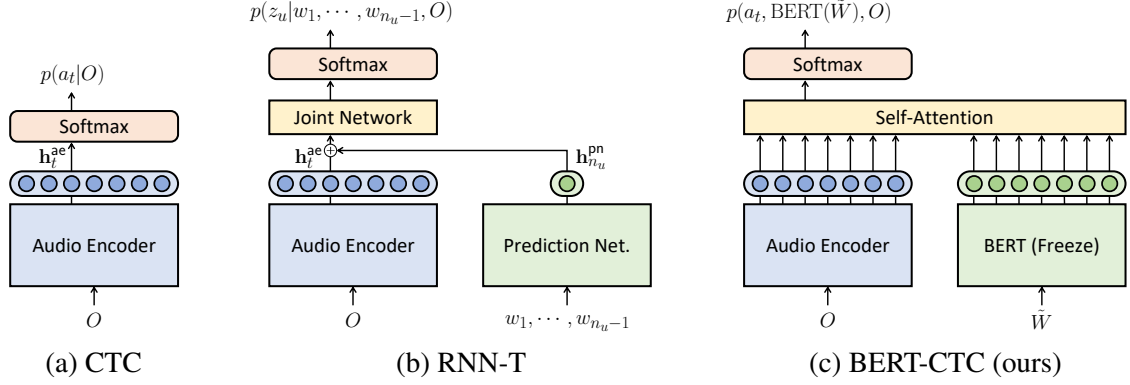 p(a_t|O)
Softmax
h_t^ae
Audio Encoder
O
(a) CTC
p(z_u|w_1, ⋯ , w_{n_u−1}, O)
Softmax
Joint Network
h_t^ae
+
h_{n_u}^pn
Audio Encoder
Prediction Net.
O
w_1, ⋯ , w_{n_u−1}
(b) RNN-T
p(a_t, BERT(W̃), O)
Softmax
Self-Attention
Audio Encoder
BERT (Freeze)
O
W̃
(c) BERT-CTC (ours)